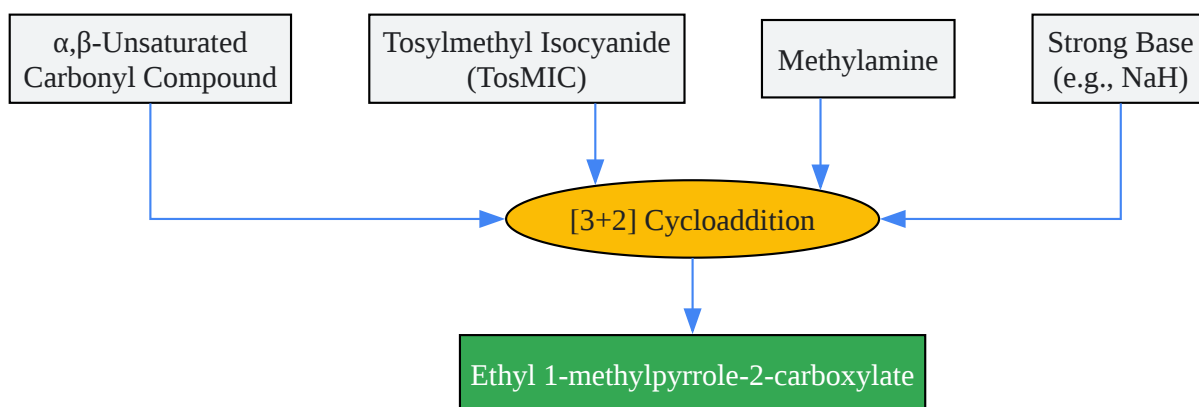 α,β-Unsaturated
Carbonyl Compound
Tosylmethyl Isocyanide
(TosMIC)
Methylamine
Strong Base
(e.g., NaH)
[3+2] Cycloaddition
Ethyl 1-methylpyrrole-2-carboxylate